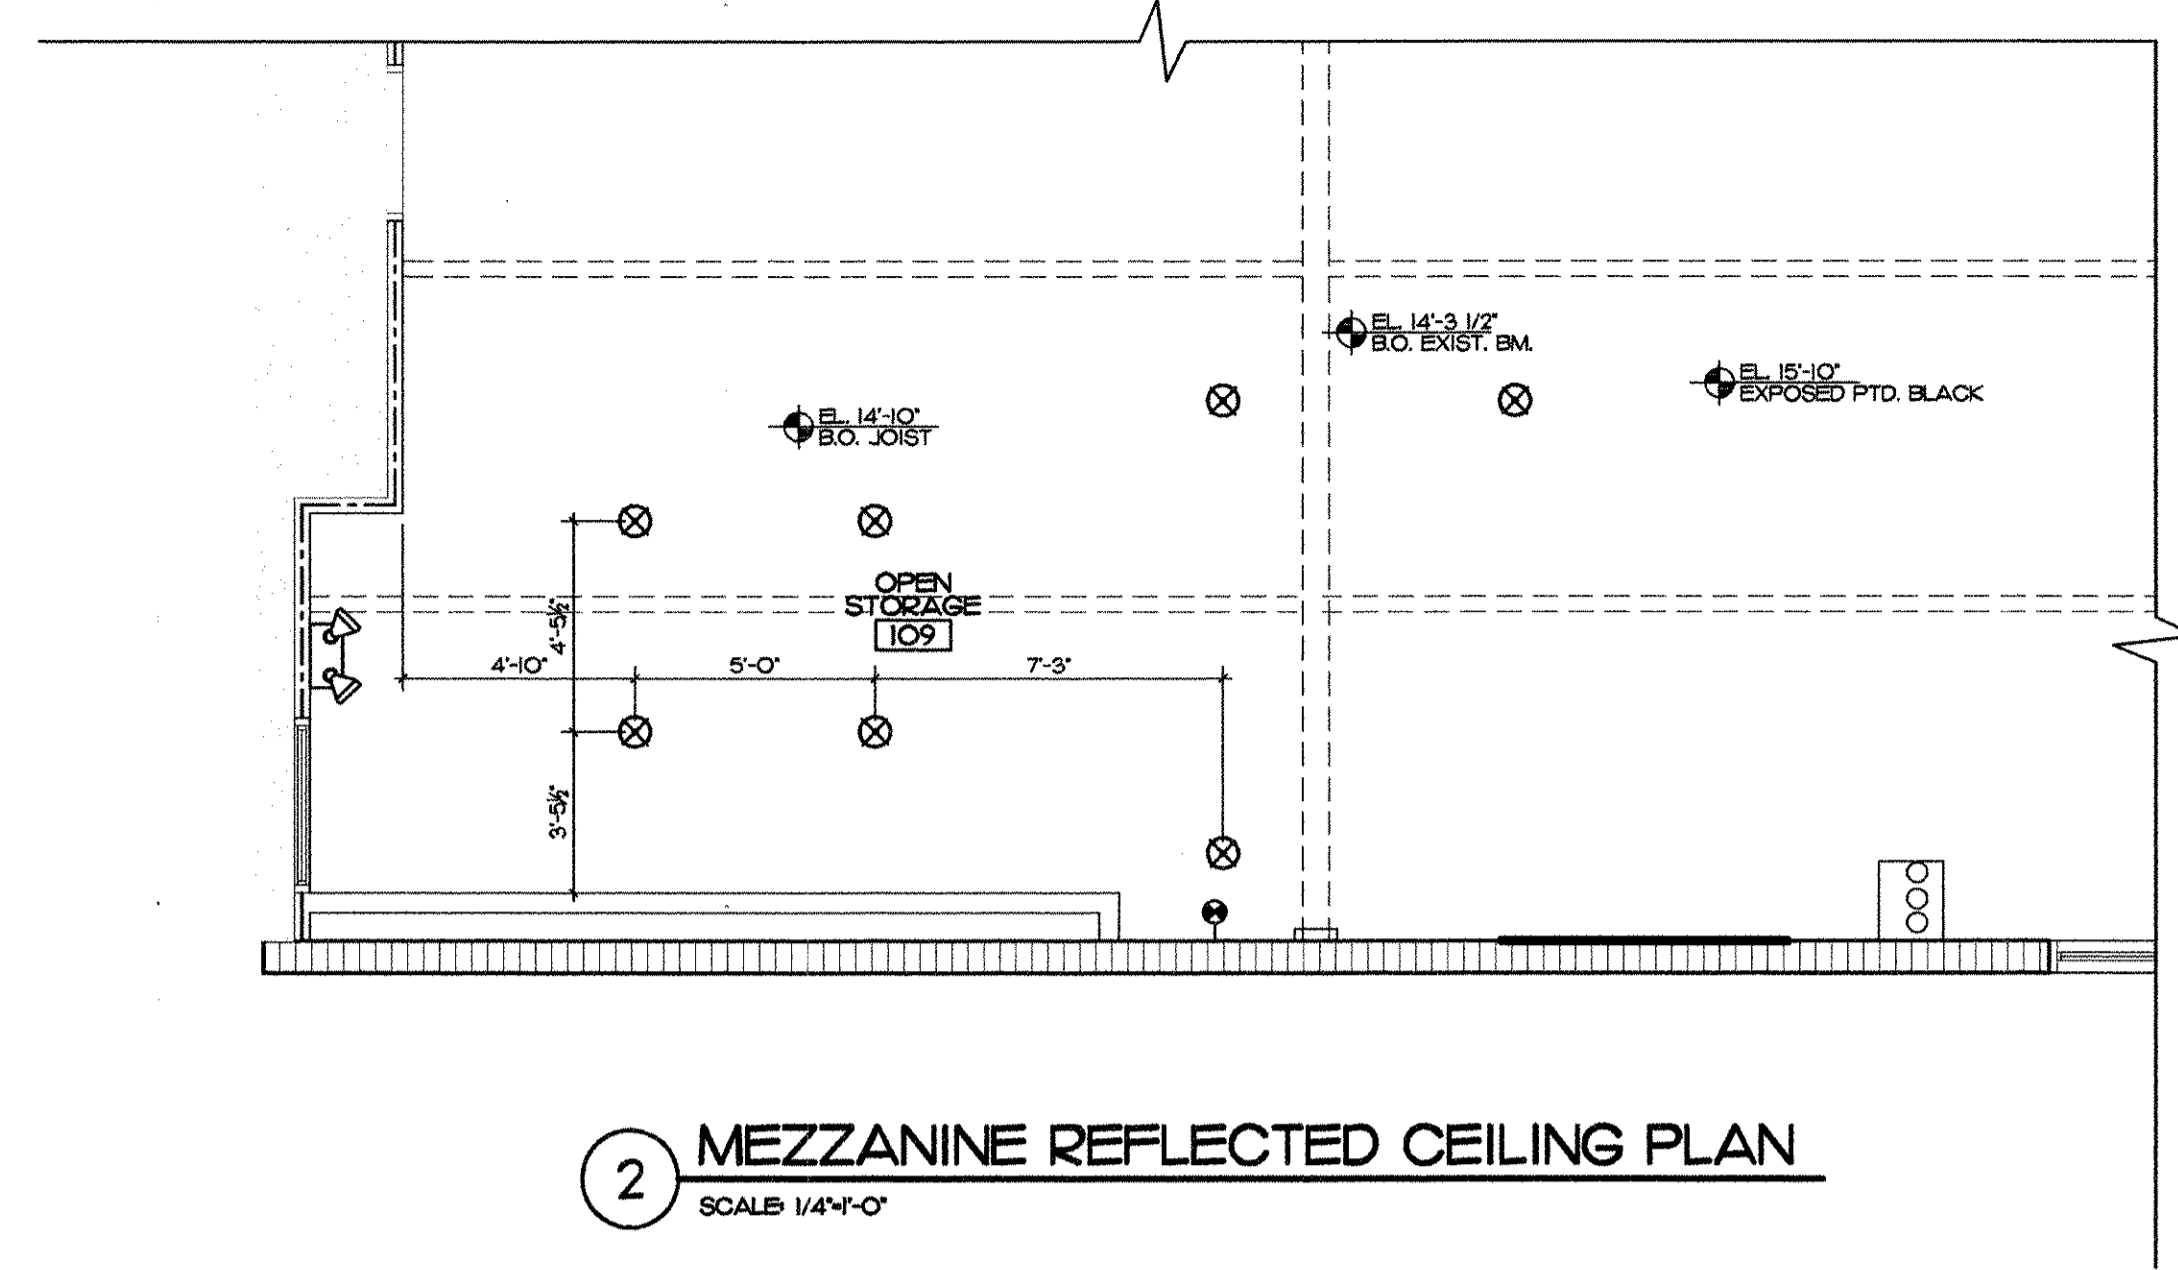 EL. 14'-3 1/2"
B.O. EXIST. BM.
EL. 15'-10"
EXPOSED PTD. BLACK
EL. 14'-10"
B.O. JOIST
OPEN
STORAGE
109
4'-5½"
4'-10"
5'-0"
7'-3"
3'-5½"
2
MEZZANINE REFLECTED CEILING PLAN
SCALE: 1/4"=1'-0"